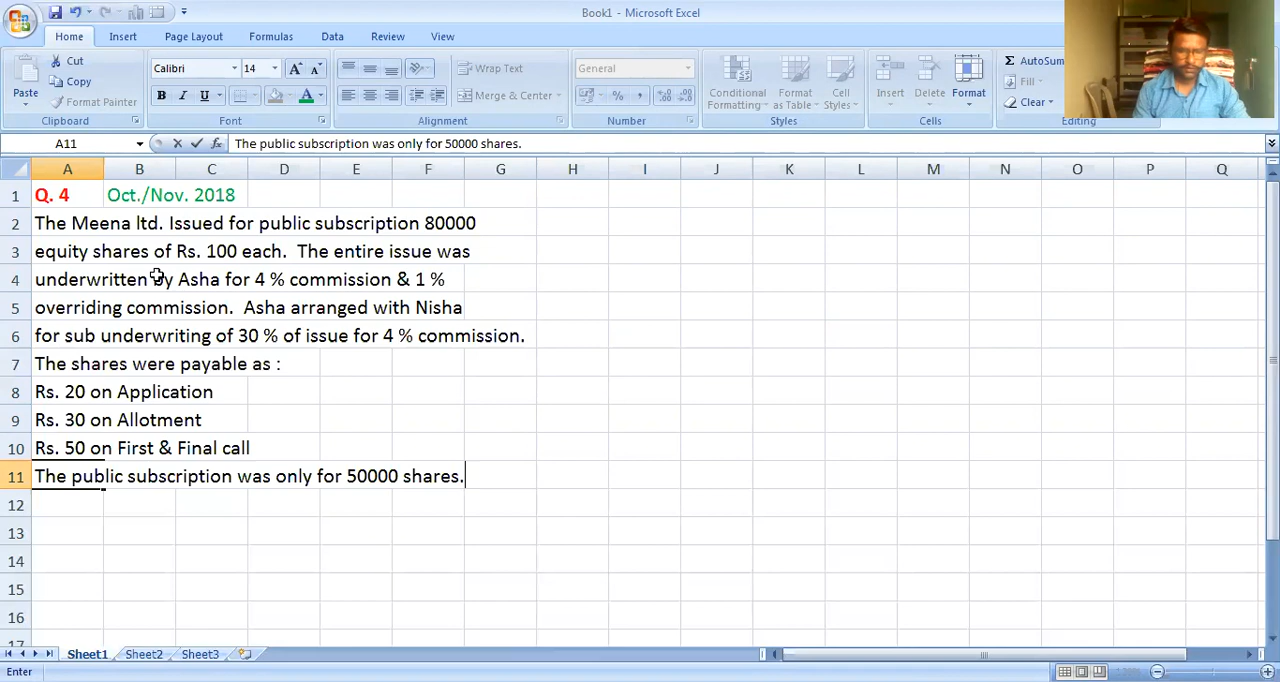 Book1 - Microsoft Excel
Home Insert Page Layout Formulas Data Review View
Paste
Cut
Copy
Format Painter
Clipboard
Calibri 14
B I U
Font
Wrap Text
Merge & Center
Alignment
General
Number
Conditional Formatting
Format as Table
Cell Styles
Styles
Insert Delete Format
Cells
AutoSum
Fill
Clear
Editing
A11 fx The public subscription was only for 50000 shares.
A B C D E F G H I J K L M N O P Q
1 Q. 4 Oct./Nov. 2018
2 The Meena ltd. Issued for public subscription 80000
3 equity shares of Rs. 100 each. The entire issue was
4 underwritten by Asha for 4 % commission & 1 %
5 overriding commission. Asha arranged with Nisha
6 for sub underwriting of 30 % of issue for 4 % commission.
7 The shares were payable as :
8 Rs. 20 on Application
9 Rs. 30 on Allotment
10 Rs. 50 on First & Final call
11 The public subscription was only for 50000 shares.
12
13
14
15
16
17
Sheet1 Sheet2 Sheet3
Enter